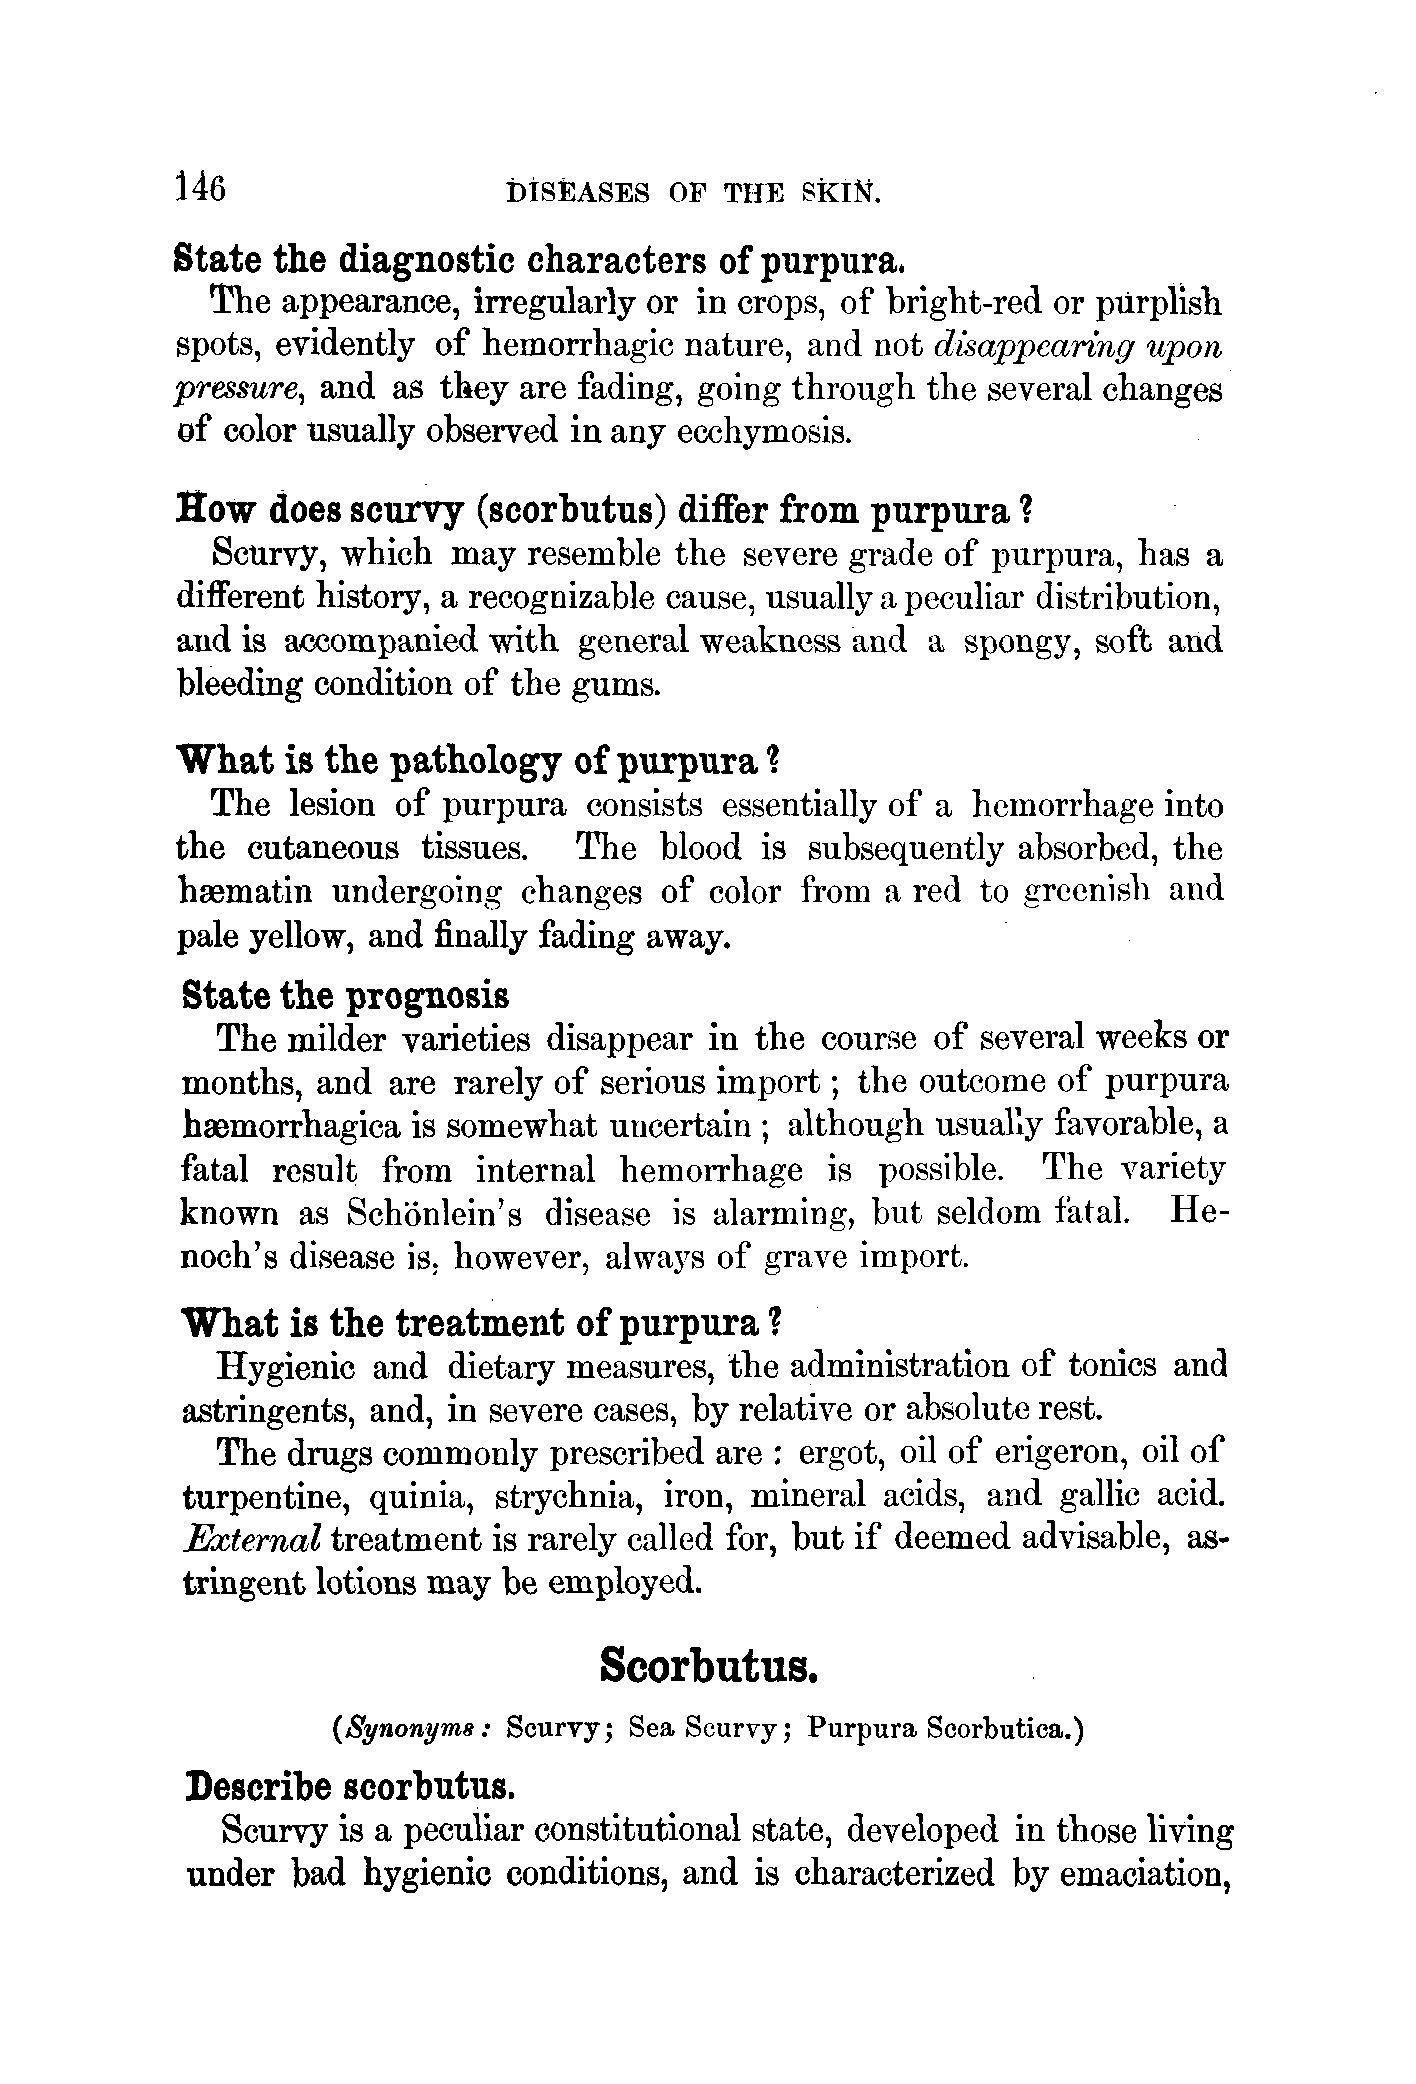 146 DISEASES OF THE SKIN.
State the diagnostic characters of purpura.
The appearance, irregularly or in crops, of bright-red or purplish
spots, evidently of hemorrhagic nature, and not disappearing upon
pressure, and as they are fading, going through the several changes
of color usually observed in any ecchymosis.
How does scurvy (scorbutus) differ from purpura?
Scurvy, which may resemble the severe grade of purpura, has a
different history, a recognizable cause, usually a peculiar distribution,
and is accompanied with general weakness and a spongy, soft and
bleeding condition of the gums.
What is the pathology of purpura?
The lesion of purpura consists essentially of a hemorrhage into
the cutaneous tissues. The blood is subsequently absorbed, the
hæmatin undergoing changes of color from a red to greenish and
pale yellow, and finally fading away.
State the prognosis
The milder varieties disappear in the course of several weeks or
months, and are rarely of serious import; the outcome of purpura
hæmorrhagica is somewhat uncertain; although usually favorable, a
fatal result from internal hemorrhage is possible. The variety
known as Schönlein's disease is alarming, but seldom fatal. He-
noch's disease is, however, always of grave import.
What is the treatment of purpura?
Hygienic and dietary measures, the administration of tonics and
astringents, and, in severe cases, by relative or absolute rest.
The drugs commonly prescribed are: ergot, oil of erigeron, oil of
turpentine, quinia, strychnia, iron, mineral acids, and gallic acid.
External treatment is rarely called for, but if deemed advisable, as-
tringent lotions may be employed.
Scorbutus.
(Synonyms: Scurvy; Sea Scurvy; Purpura Scorbutica.)
Describe scorbutus.
Scurvy is a peculiar constitutional state, developed in those living
under bad hygienic conditions, and is characterized by emaciation,